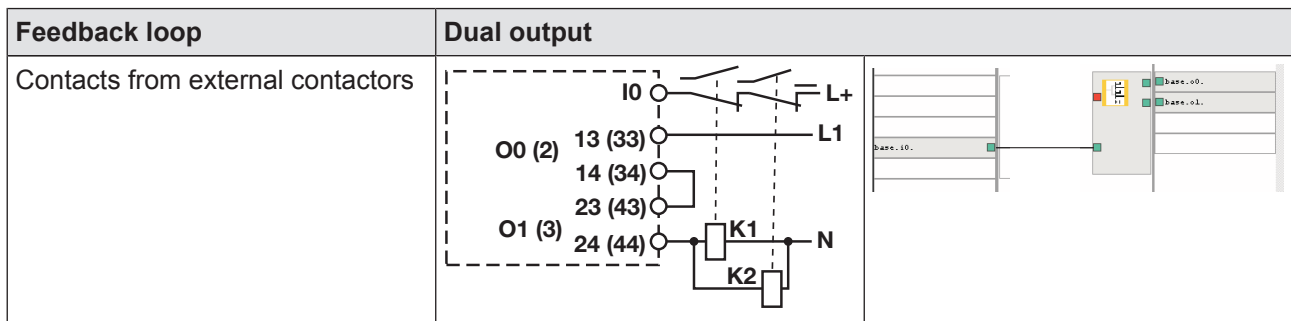 Feedback loop
Dual output
Contacts from external contactors
I0
L+
O0 (2)
13 (33)
L1
14 (34)
23 (43)
O1 (3)
24 (44)
K1
N
K2
base.i0.
base.o0.
base.o1.